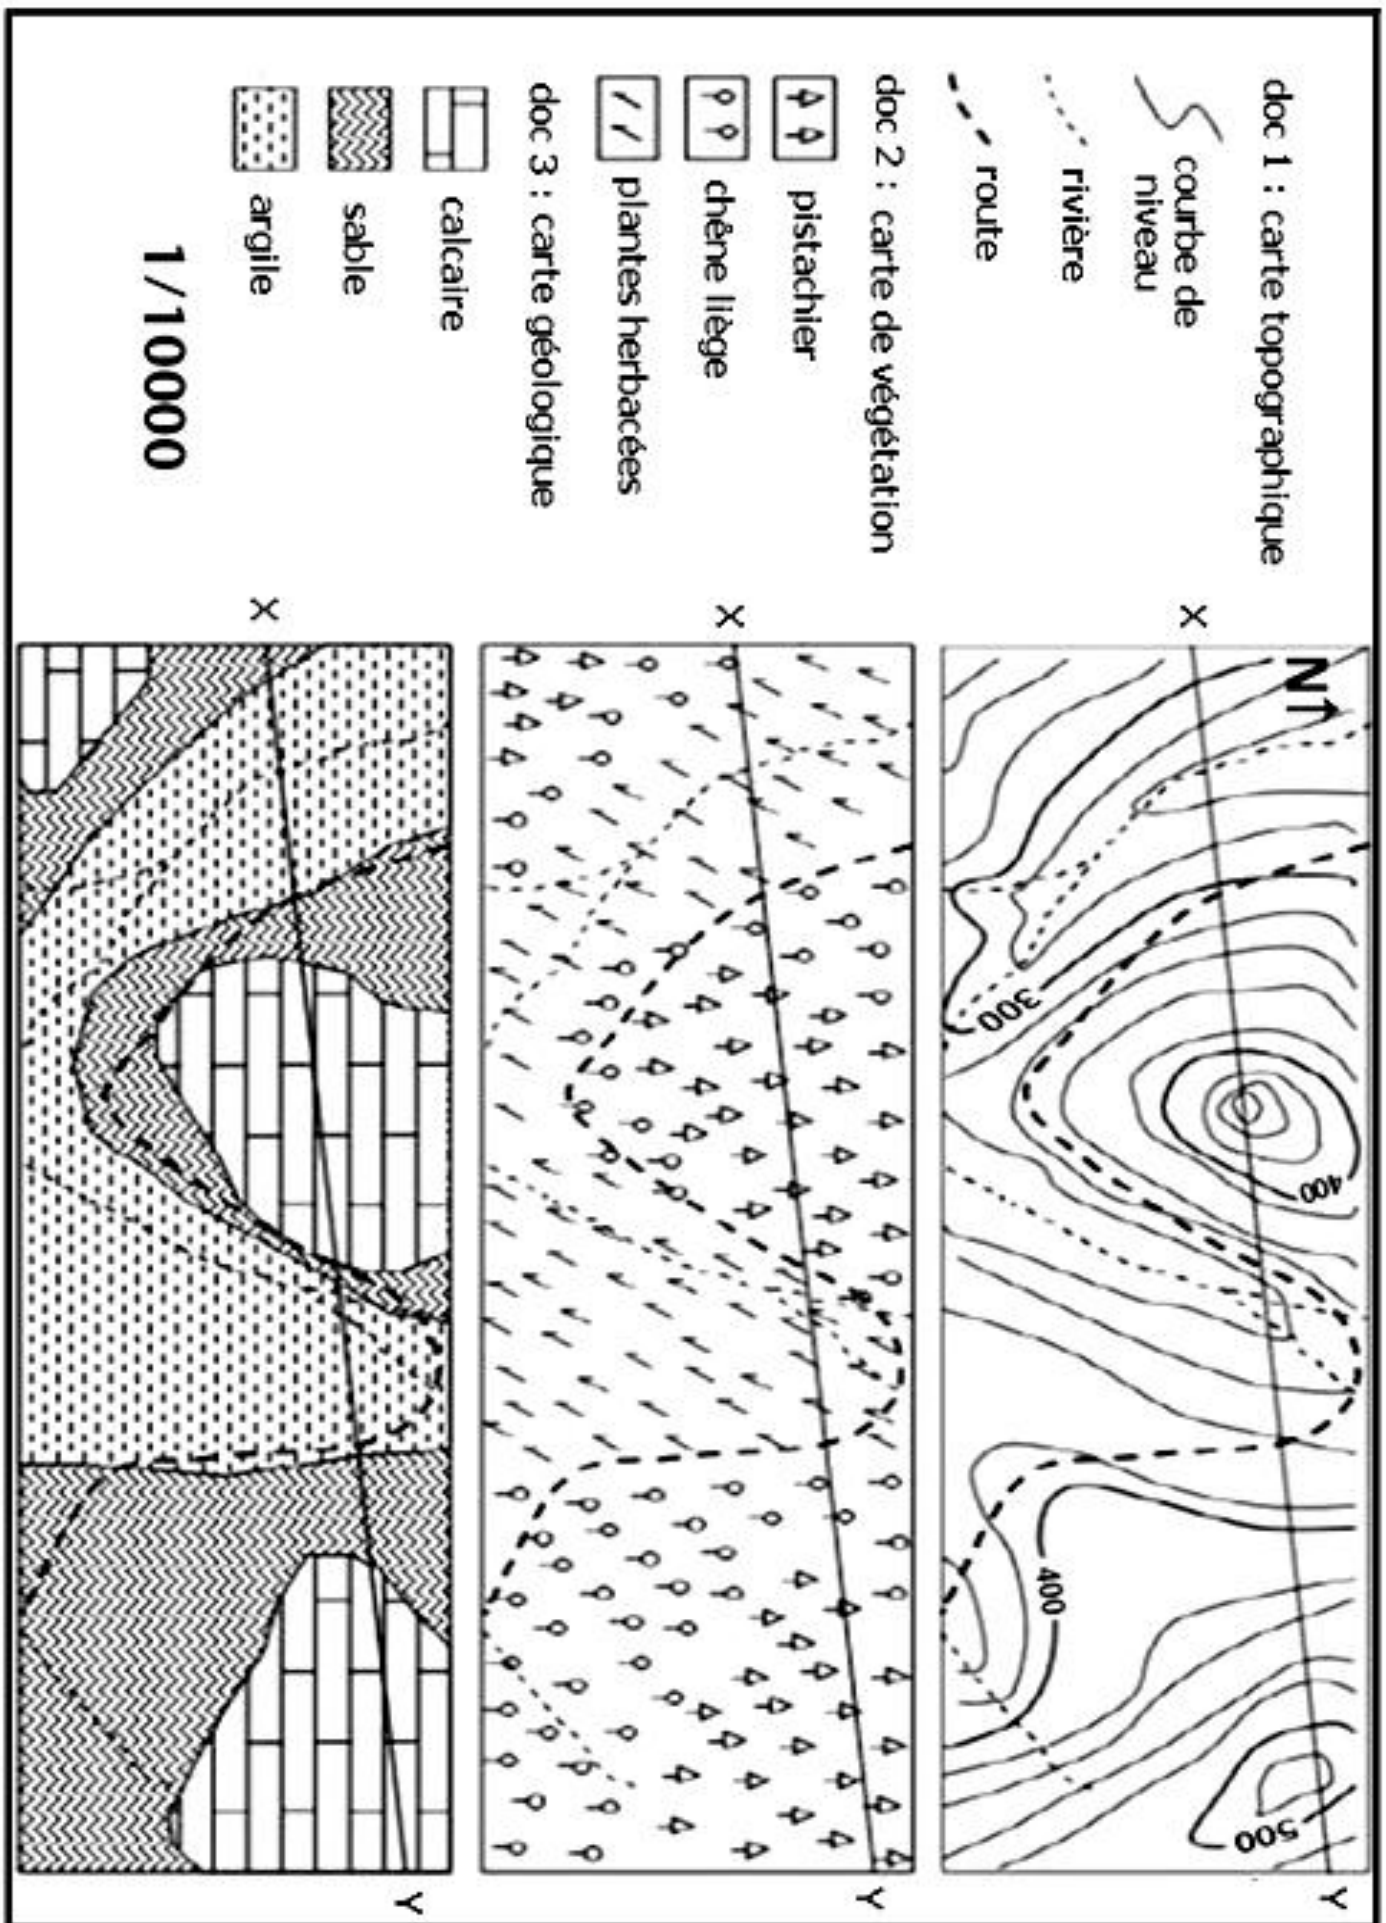 doc 1 : carte topographique
courbe de
niveau
rivière
route
doc 2 : carte de végétation
pistachier
chêne liège
plantes herbacées
doc 3 : carte géologique
calcaire
sable
argile
1/10000
X
N
300
400
400
500
Y
X
Y
X
Y